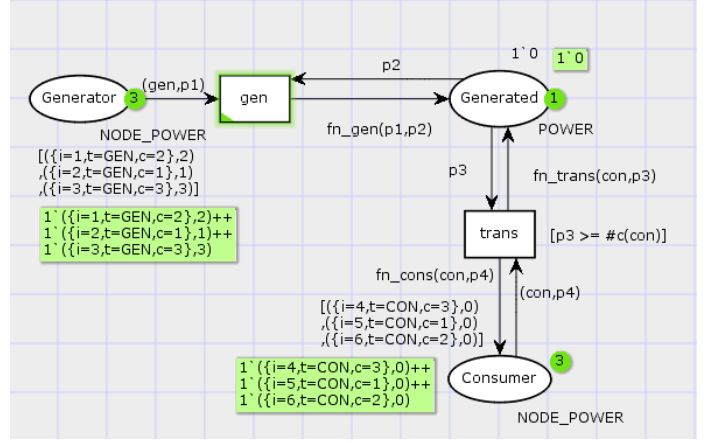 1`0
1`0
p2
(gen,p1)
Generator
3
gen
Generated
1
NODE_POWER
fn_gen(p1,p2)
POWER
[({i=1,t=GEN,c=2},2)
,({i=2,t=GEN,c=1},1)
,({i=3,t=GEN,c=3},3)]
p3
fn_trans(con,p3)
1`({i=1,t=GEN,c=2},2)++
1`({i=2,t=GEN,c=1},1)++
1`({i=3,t=GEN,c=3},3)
trans
[p3 >= #c(con)]
fn_cons(con,p4)
(con,p4)
[({i=4,t=CON,c=3},0)
,({i=5,t=CON,c=1},0)
,({i=6,t=CON,c=2},0)]
1`({i=4,t=CON,c=3},0)++
1`({i=5,t=CON,c=1},0)++
1`({i=6,t=CON,c=2},0)
Consumer
3
NODE_POWER